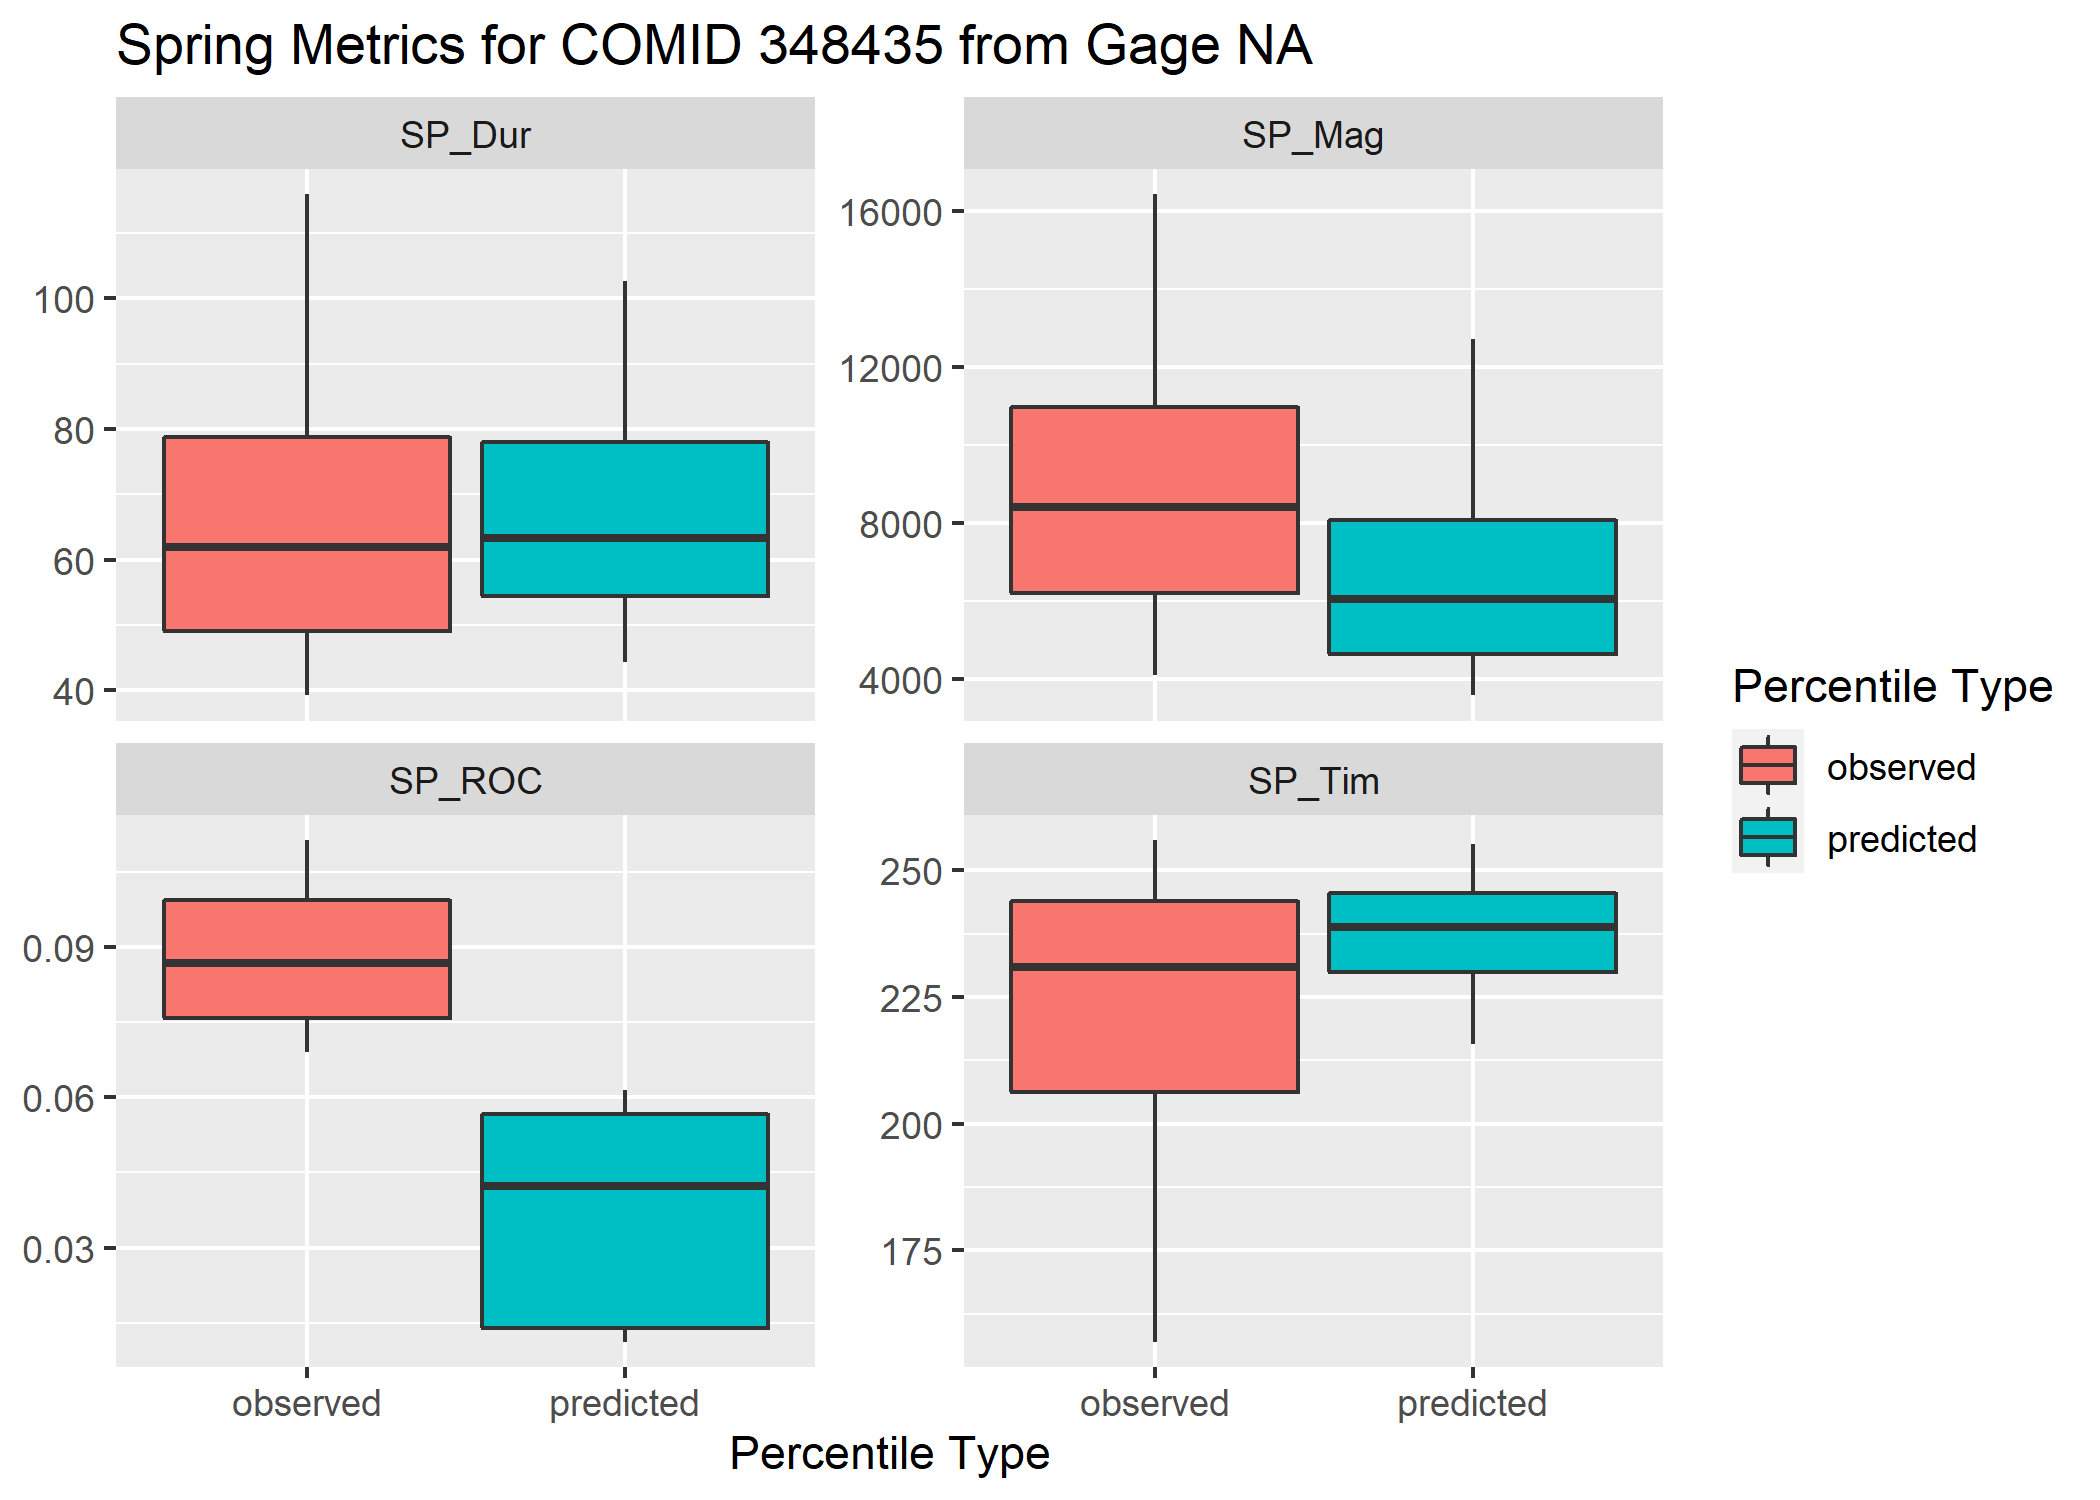 Spring Metrics for COMID 348435 from Gage NA
SP_Dur
SP_Mag
100
80
60
40
16000
12000
8000
4000
SP_ROC
SP_Tim
0.09
0.06
0.03
250
225
200
175
observed
predicted
observed
predicted
Percentile Type
Percentile Type
observed
predicted